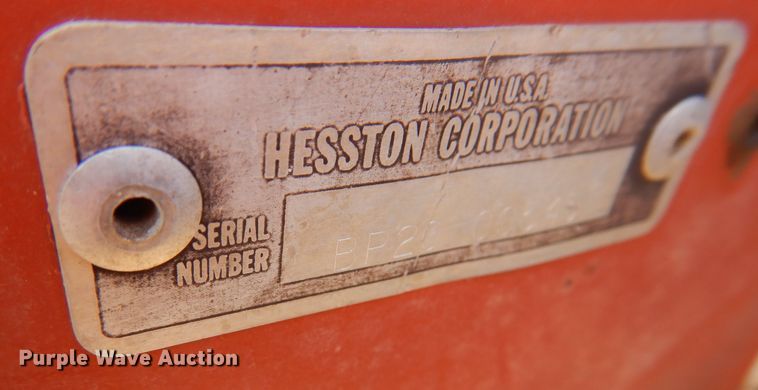 MADE IN U.S.A.
HESSTON CORPORATION
SERIAL
NUMBER
Purple Wave Auction